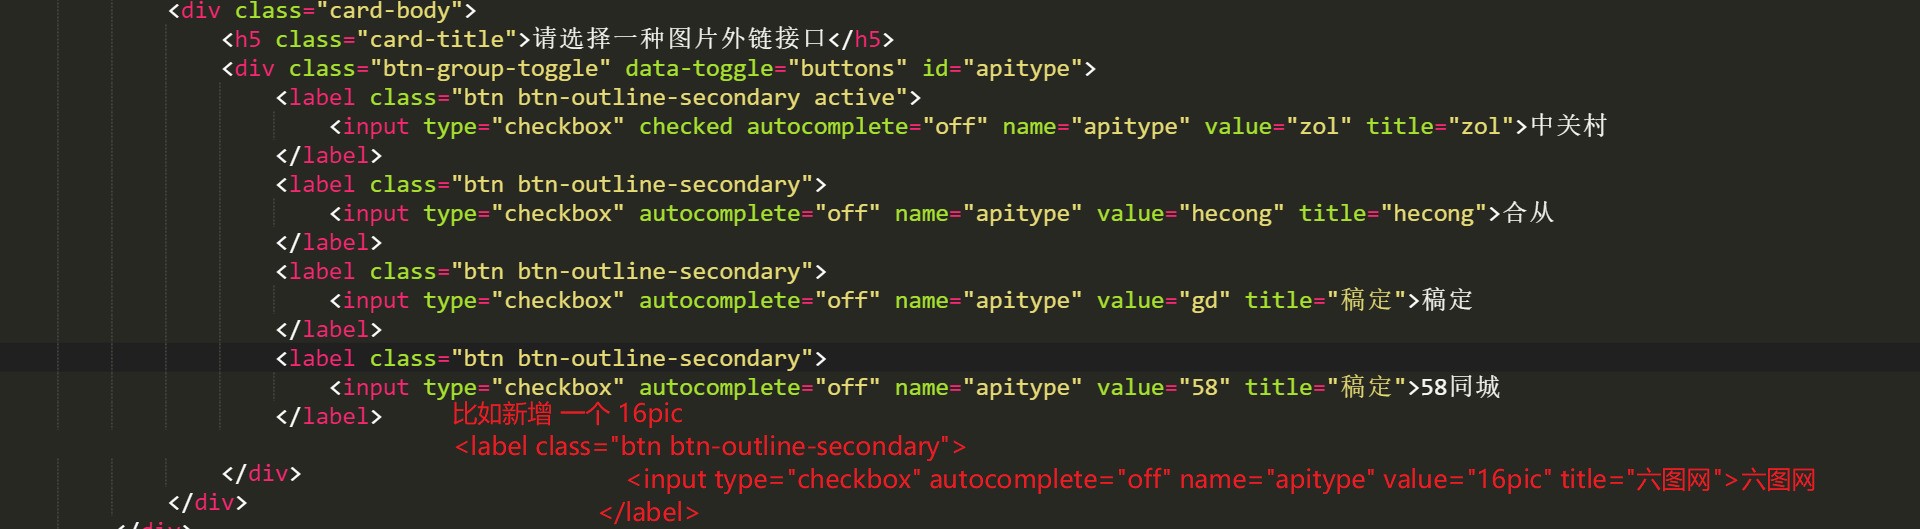 <div class="card-body">
<h5 class="card-title">请选择一种图片外链接口</h5>
<div class="btn-group-toggle" data-toggle="buttons" id="apitype">
<label class="btn btn-outline-secondary active">
<input type="checkbox" checked autocomplete="off" name="apitype" value="zol" title="zol">中关村
</label>
<label class="btn btn-outline-secondary">
<input type="checkbox" autocomplete="off" name="apitype" value="hecong" title="hecong">合从
</label>
<label class="btn btn-outline-secondary">
<input type="checkbox" autocomplete="off" name="apitype" value="gd" title="稿定">稿定
</label>
<label class="btn btn-outline-secondary">
<input type="checkbox" autocomplete="off" name="apitype" value="58" title="稿定">58同城
</label>
比如新增 一个 16pic
<label class="btn btn-outline-secondary">
<input type="checkbox" autocomplete="off" name="apitype" value="16pic" title="六图网">六图网
</label>
</div>
</div>
</div>